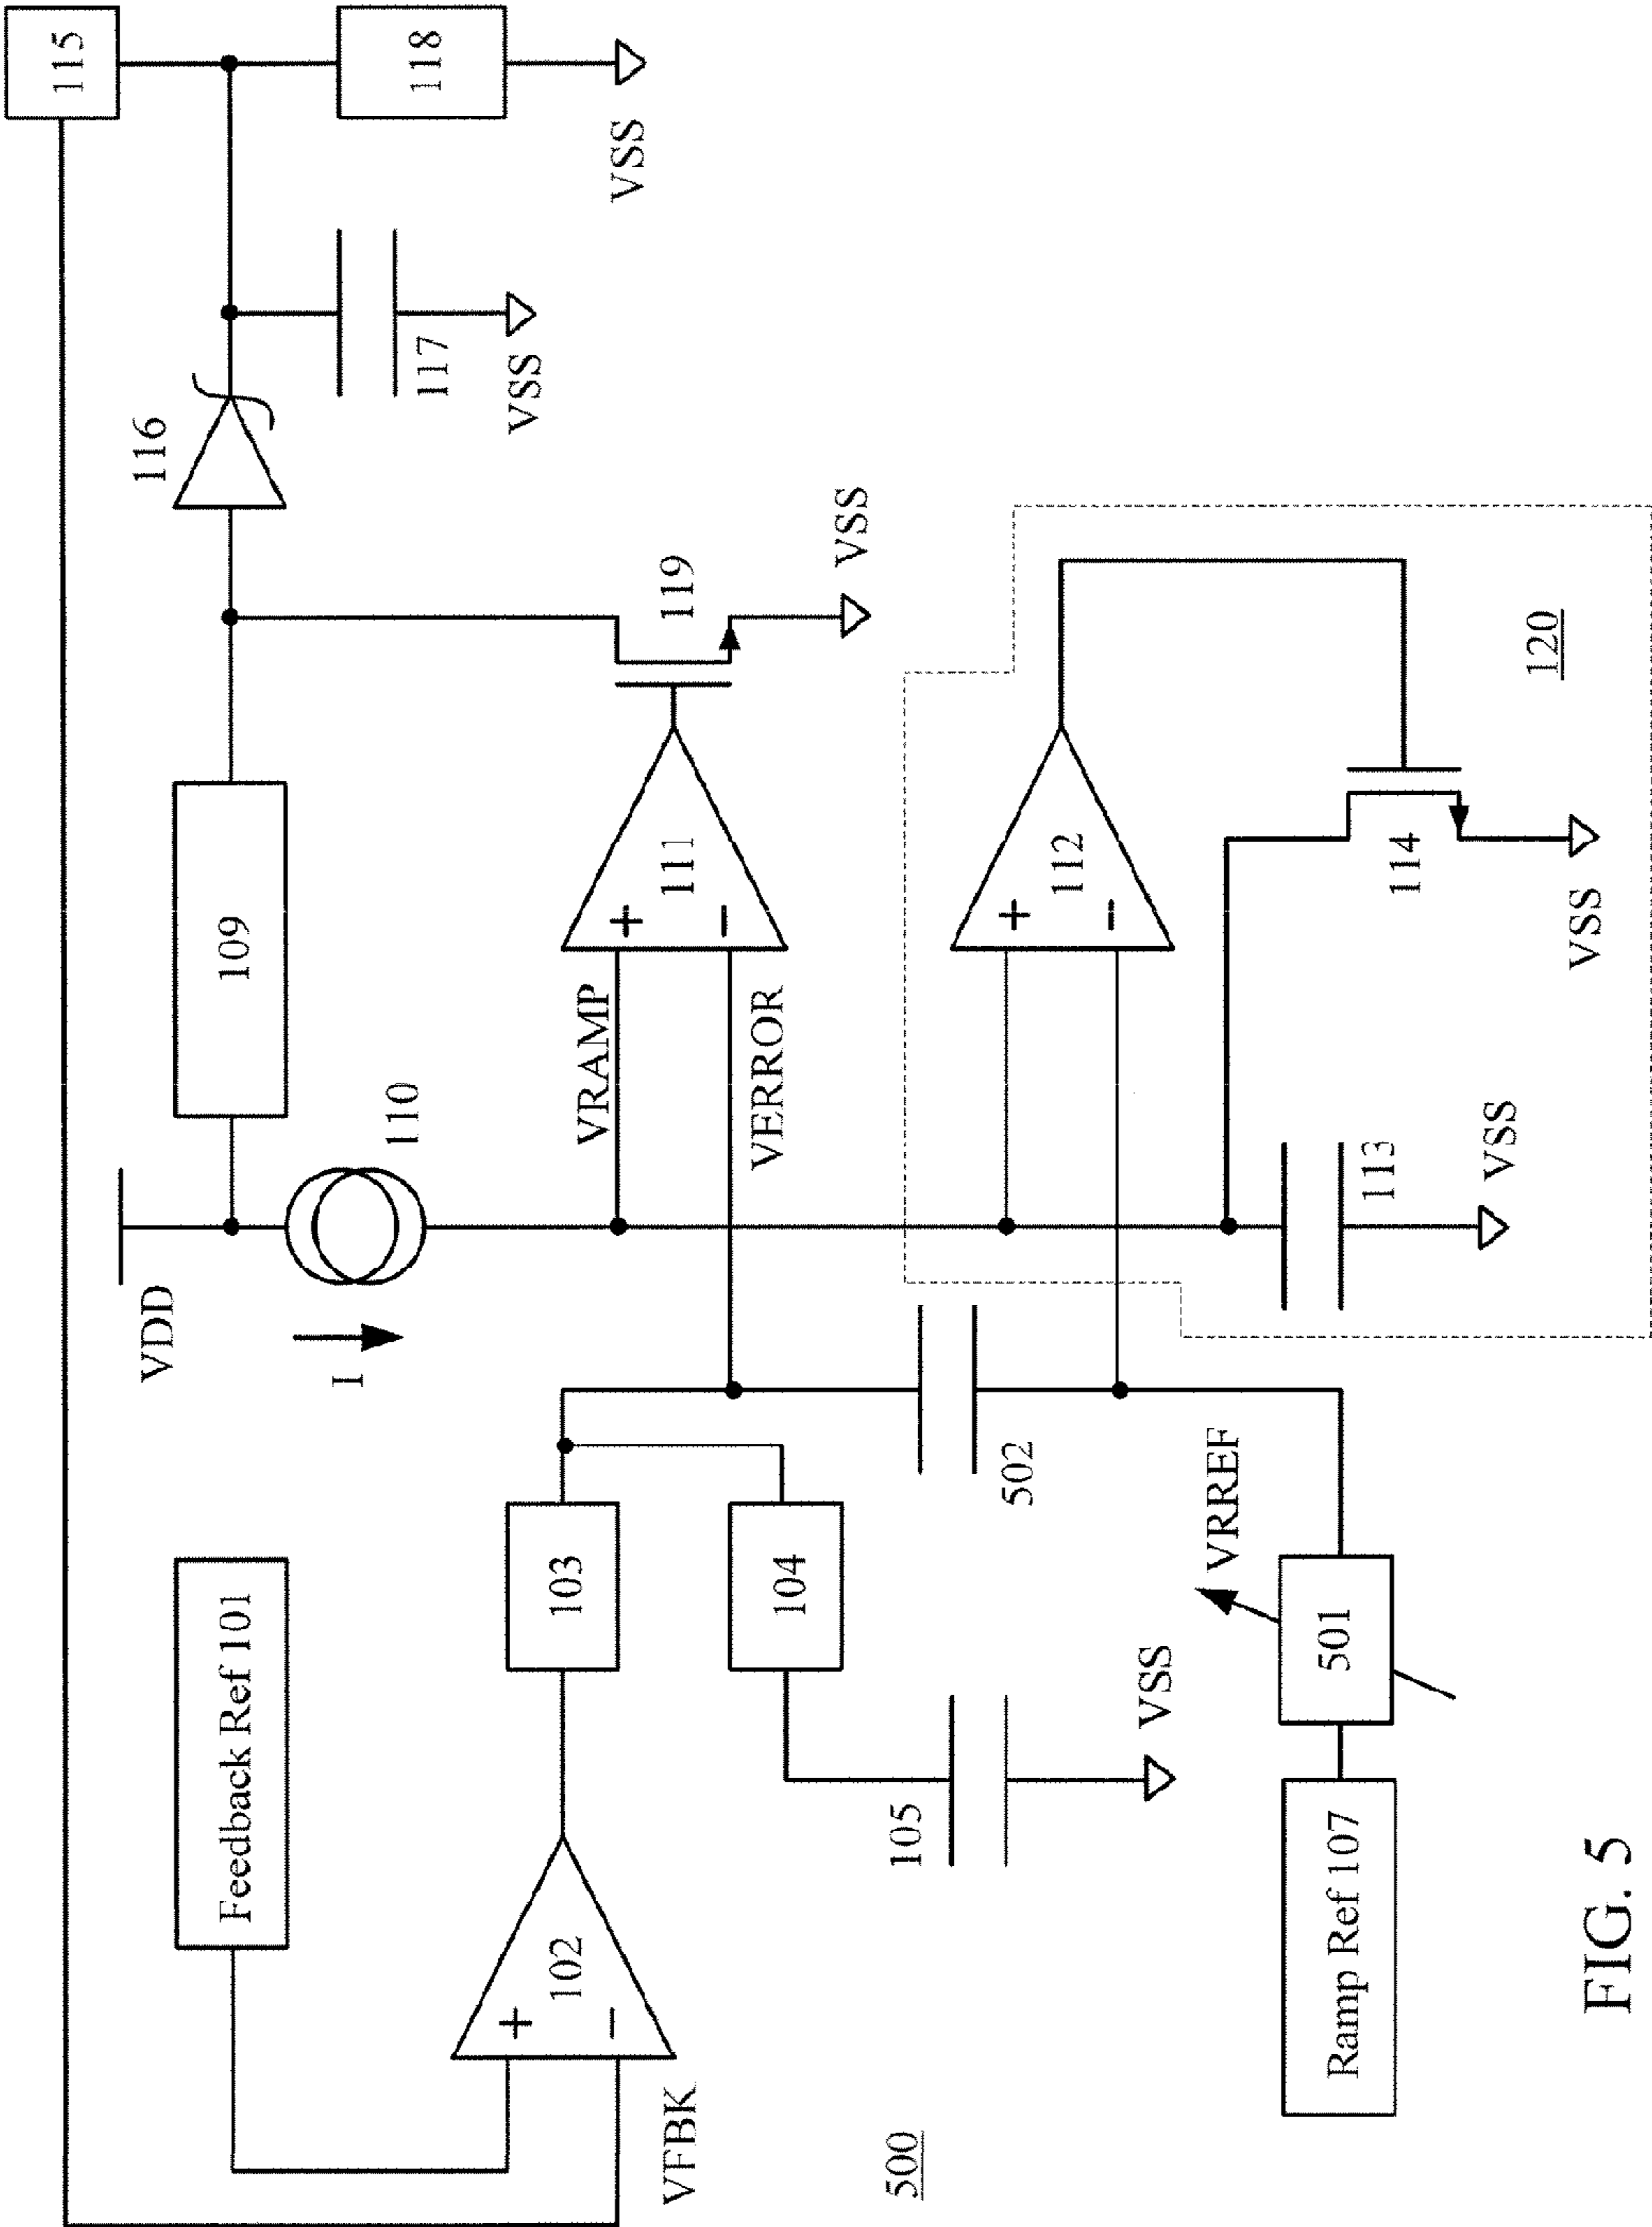 115
118
VSS
116
117
VSS
109
119
VSS
VDD
110
I
111
+
−
VRAMP
VERROR
112
+
−
120
114
VSS
113
VSS
Feedback Ref 101
103
102
+
−
VFBK
104
105
VSS
502
VRREF
501
Ramp Ref 107
500
FIG. 5